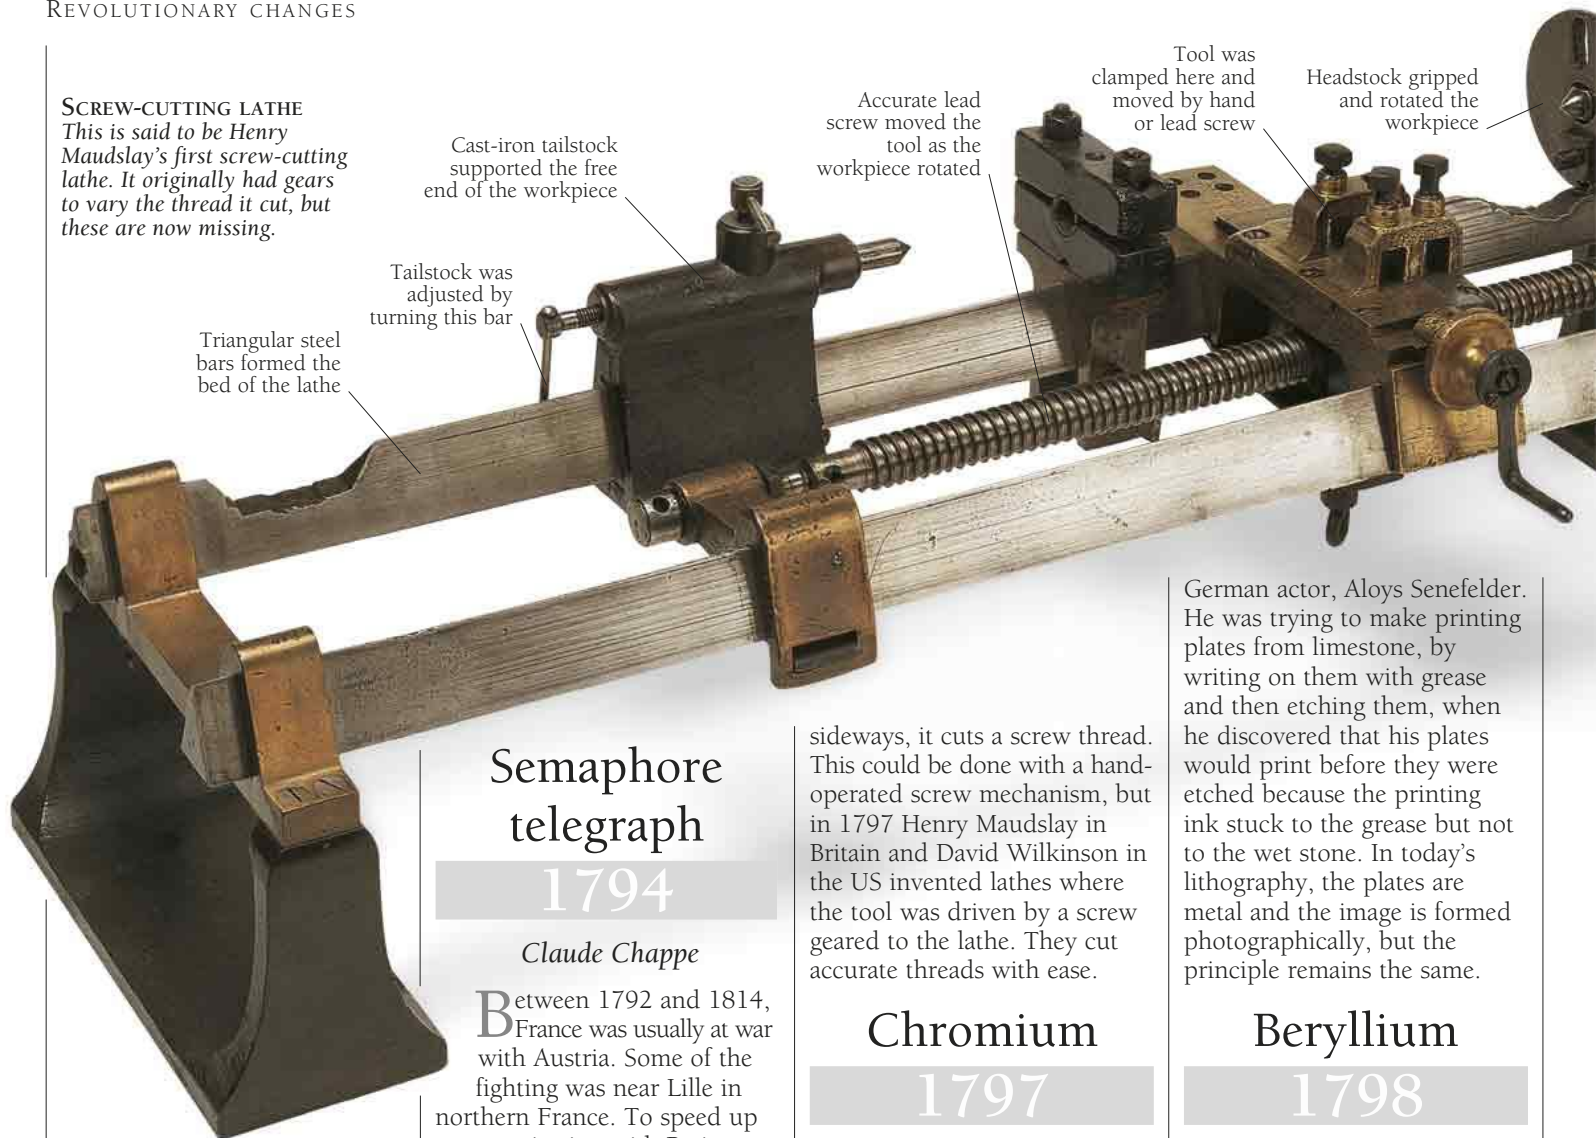 REVOLUTIONARY CHANGES
SCREW-CUTTING LATHE
This is said to be Henry
Maudslay's first screw-cutting
lathe. It originally had gears
to vary the thread it cut, but
these are now missing.
Triangular steel
bars formed the
bed of the lathe
Tailstock was
adjusted by
turning this bar
Cast-iron tailstock
supported the free
end of the workpiece
Accurate lead
screw moved the
tool as the
workpiece rotated
Tool was
clamped here and
moved by hand
or lead screw
Headstock gripped
and rotated the
workpiece
Semaphore
telegraph
1794
Claude Chappe
Between 1792 and 1814,
France was usually at war
with Austria. Some of the
fighting was near Lille in
northern France. To speed up
sideways, it cuts a screw thread.
This could be done with a hand-
operated screw mechanism, but
in 1797 Henry Maudslay in
Britain and David Wilkinson in
the US invented lathes where
the tool was driven by a screw
geared to the lathe. They cut
accurate threads with ease.
Chromium
1797
German actor, Aloys Senefelder.
He was trying to make printing
plates from limestone, by
writing on them with grease
and then etching them, when
he discovered that his plates
would print before they were
etched because the printing
ink stuck to the grease but not
to the wet stone. In today's
lithography, the plates are
metal and the image is formed
photographically, but the
principle remains the same.
Beryllium
1798